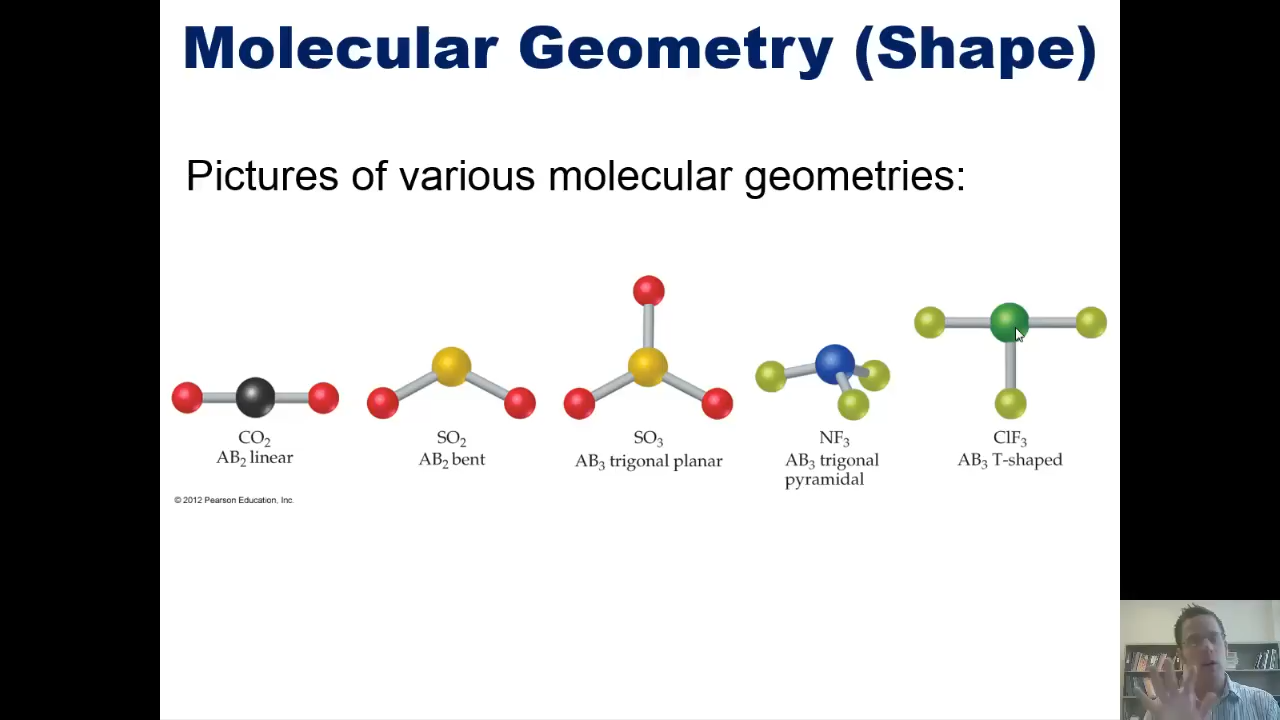 Molecular Geometry (Shape)
Pictures of various molecular geometries:
CO₂
AB₂ linear
SO₂
AB₂ bent
SO₃
AB₃ trigonal planar
NF₃
AB₃ trigonal
pyramidal
ClF₃
AB₃ T-shaped
© 2012 Pearson Education, Inc.